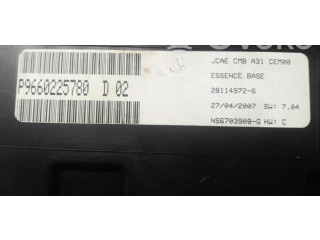 JCAE CMB A31 CEM00
ESSENCE BASE
P9660225780 D 02
28114972-6
27/04/2007 SW: 7.04
NS6703908-G HW: C